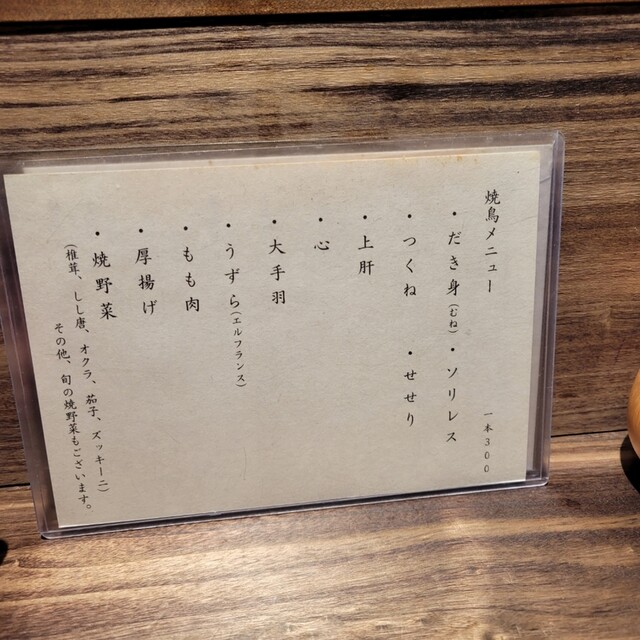 焼鳥メニュー 一本300
・だき身(むね)・ソリレス
・つくね ・せせり
・上肝
・心
・大手羽
・うずら(エルフランス)
・もも肉
・厚揚げ
・焼野菜
(椎茸、しし唐、オクラ、茄子、ズッキーニ)
その他、旬の焼野菜もございます。